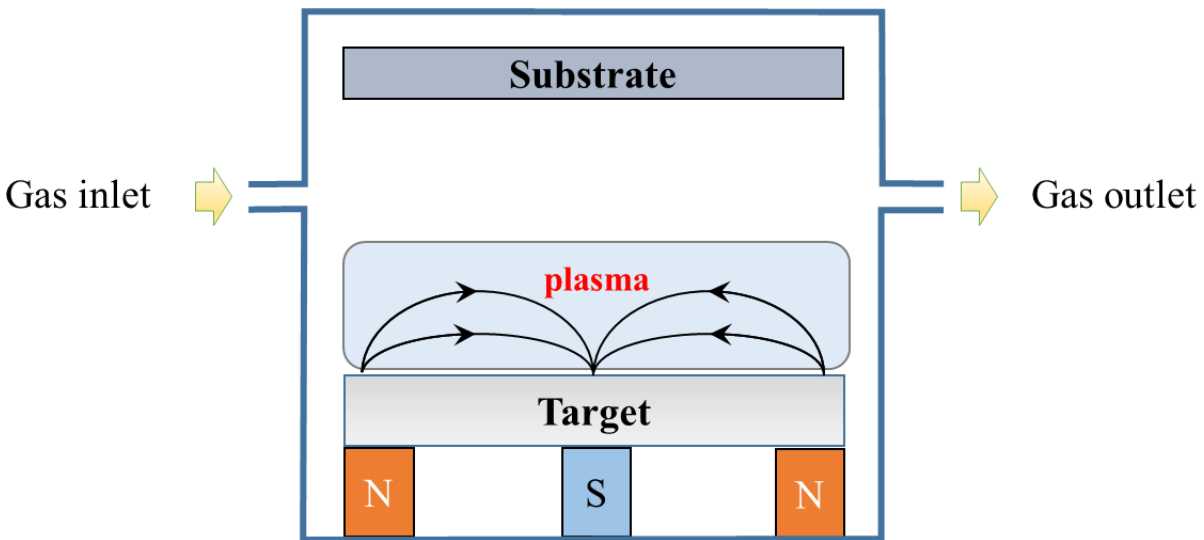 Substrate
Gas inlet
Gas outlet
plasma
Target
N
S
N